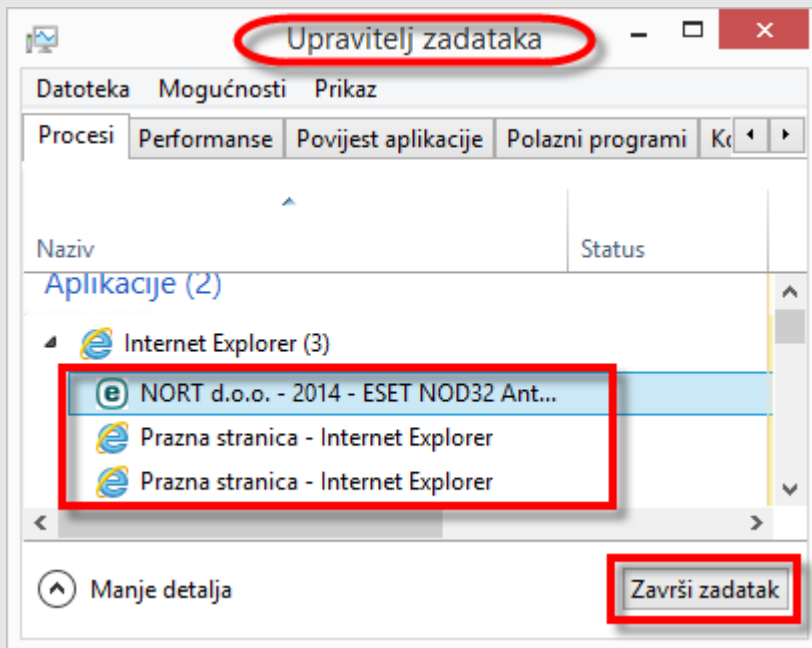 Upravitelj zadataka
Datoteka Mogućnosti Prikaz
Procesi Performanse Povijest aplikacije Polazni programi
Naziv Status
Aplikacije (2)
Internet Explorer (3)
NORT d.o.o. - 2014 - ESET NOD32 Ant...
Prazna stranica - Internet Explorer
Prazna stranica - Internet Explorer
Manje detalja Završi zadatak